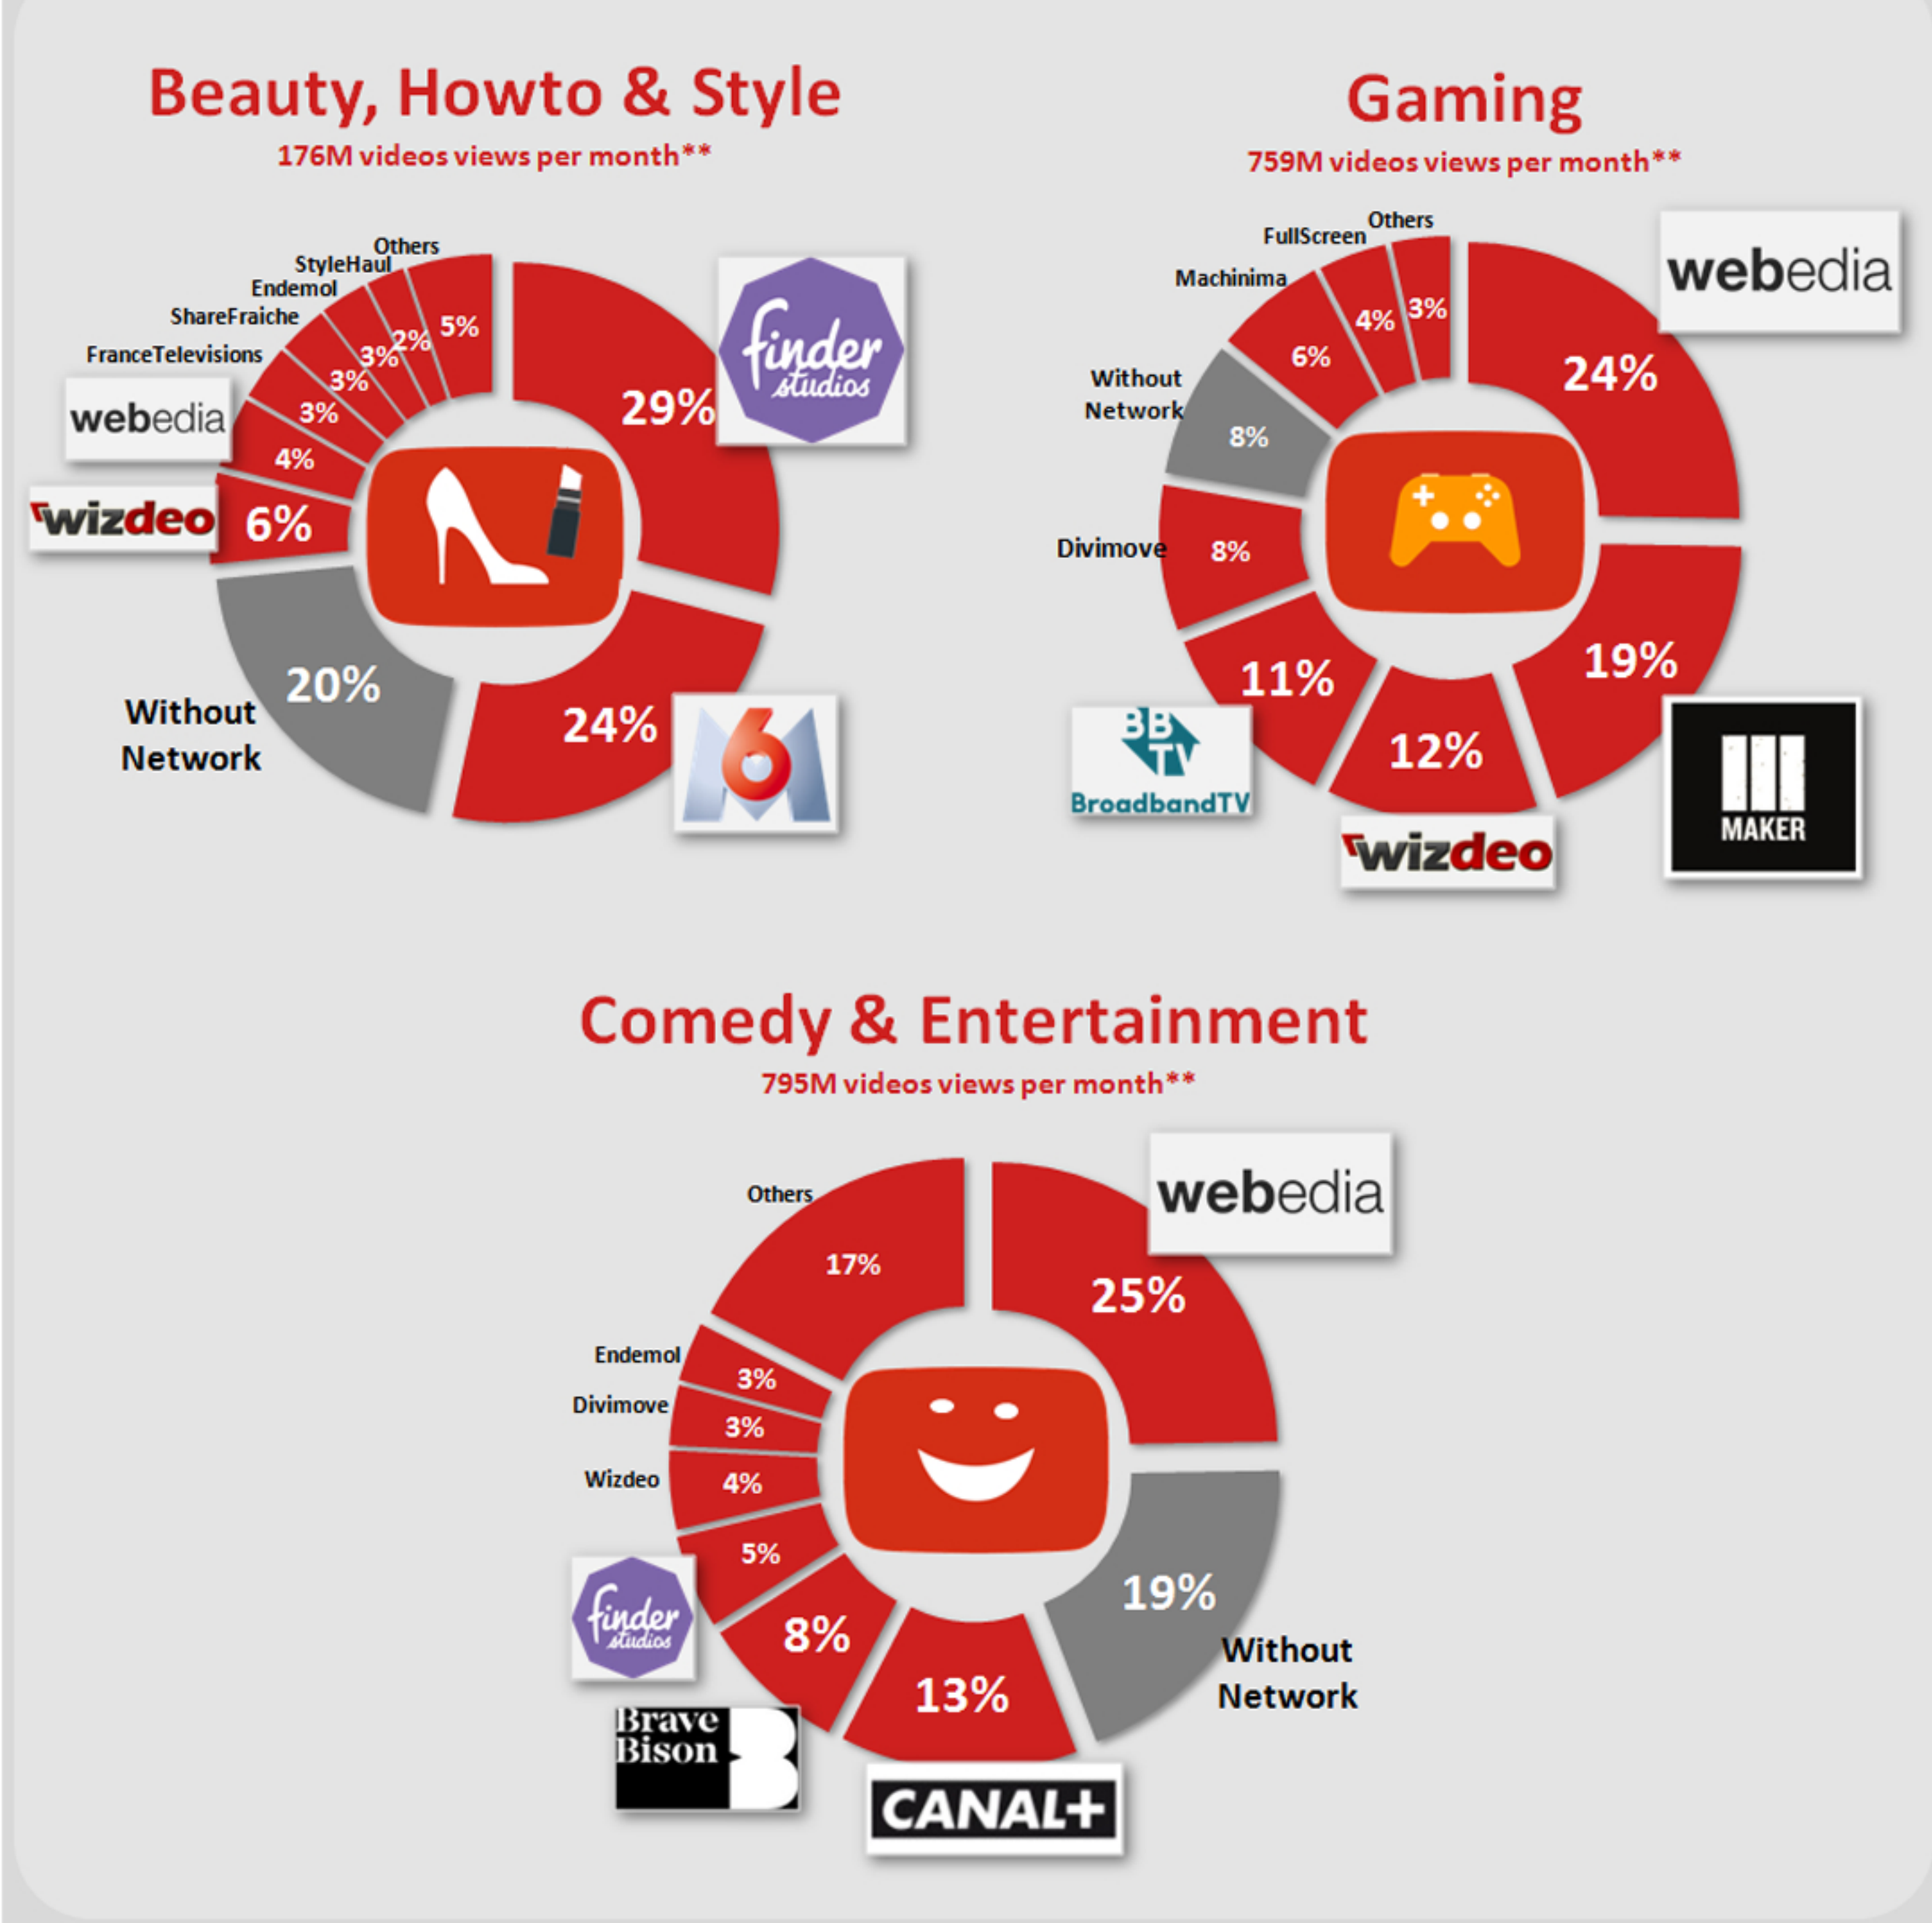 Beauty, Howto & Style
176M videos views per month**
Others
StyleHaul
Endemol
ShareFraiche
FranceTelevisions
webedia
wizdeo
Without
Network
5%
2%
3%
3%
3%
4%
6%
20%
29%
24%
finder
studios
M6
Gaming
759M videos views per month**
Others
FullScreen
Machinima
Without
Network
Divimove
3%
4%
6%
8%
8%
11%
12%
19%
24%
webedia
BB
TV
BroadbandTV
wizdeo
MAKER
Comedy & Entertainment
795M videos views per month**
webedia
Others
17%
25%
Endemol
3%
Divimove
3%
Wizdeo
4%
5%
finder
studios
8%
Brave
Bison
13%
CANAL+
19%
Without
Network